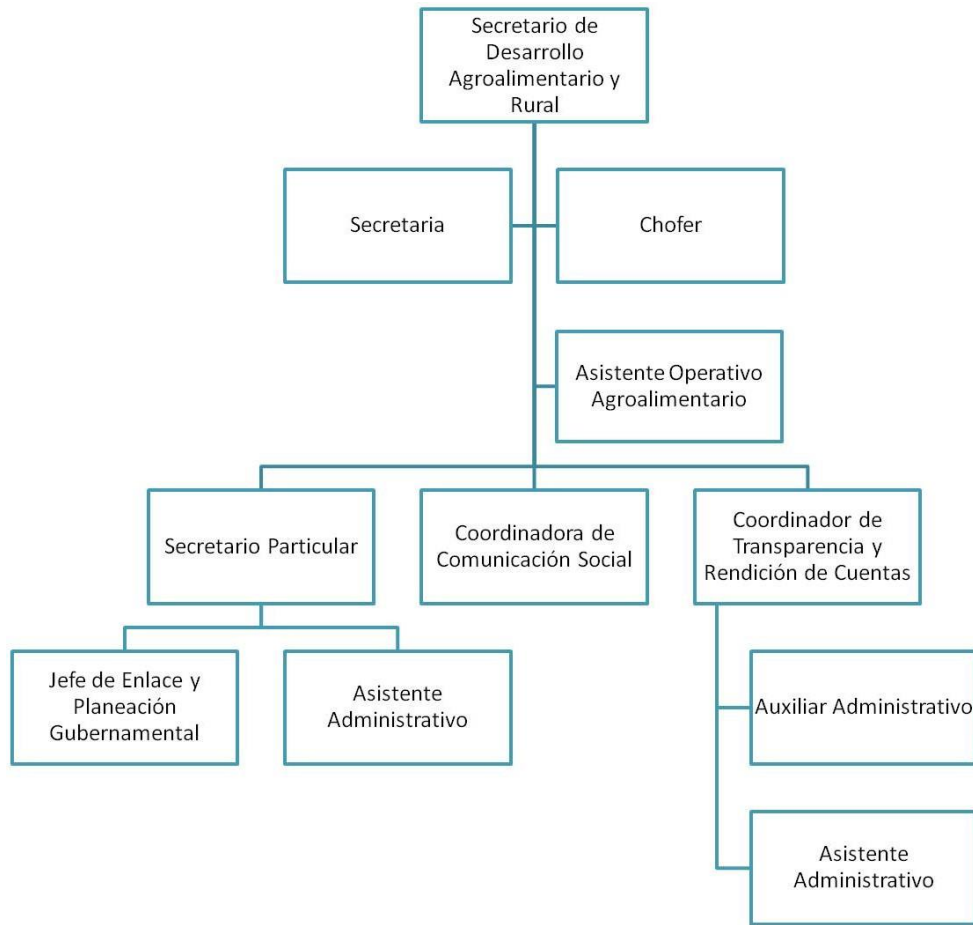 Secretario de
Desarrollo
Agroalimentario y
Rural
Secretaria
Chofer
Asistente Operativo
Agroalimentario
Secretario Particular
Coordinadora de
Comunicación Social
Coordinador de
Transparencia y
Rendición de Cuentas
Jefe de Enlace y
Planeación
Gubernamental
Asistente
Administrativo
Auxiliar Administrativo
Asistente
Administrativo